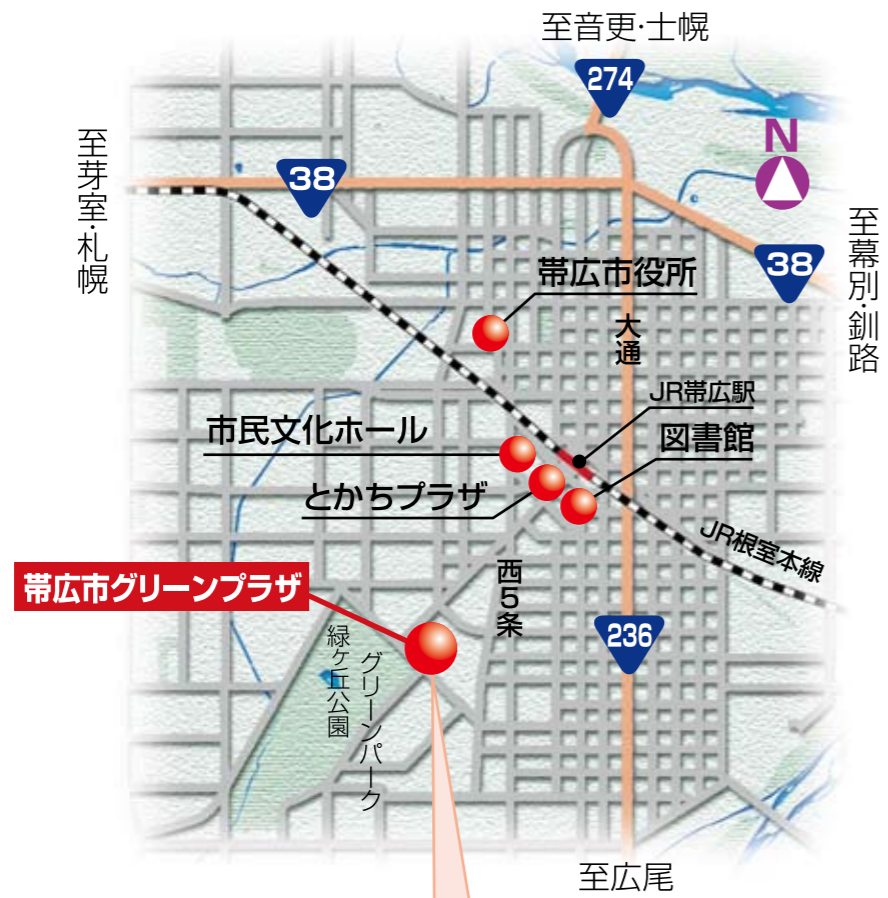 至音更・士幌
274
N
至芽室・札幌
38
至幕別・釧路
38
帯広市役所
大通
JR帯広駅
市民文化ホール
図書館
とかちプラザ
JR根室本線
西5条
帯広市グリーンプラザ
236
緑ヶ丘公園
グリーンパーク
至広尾